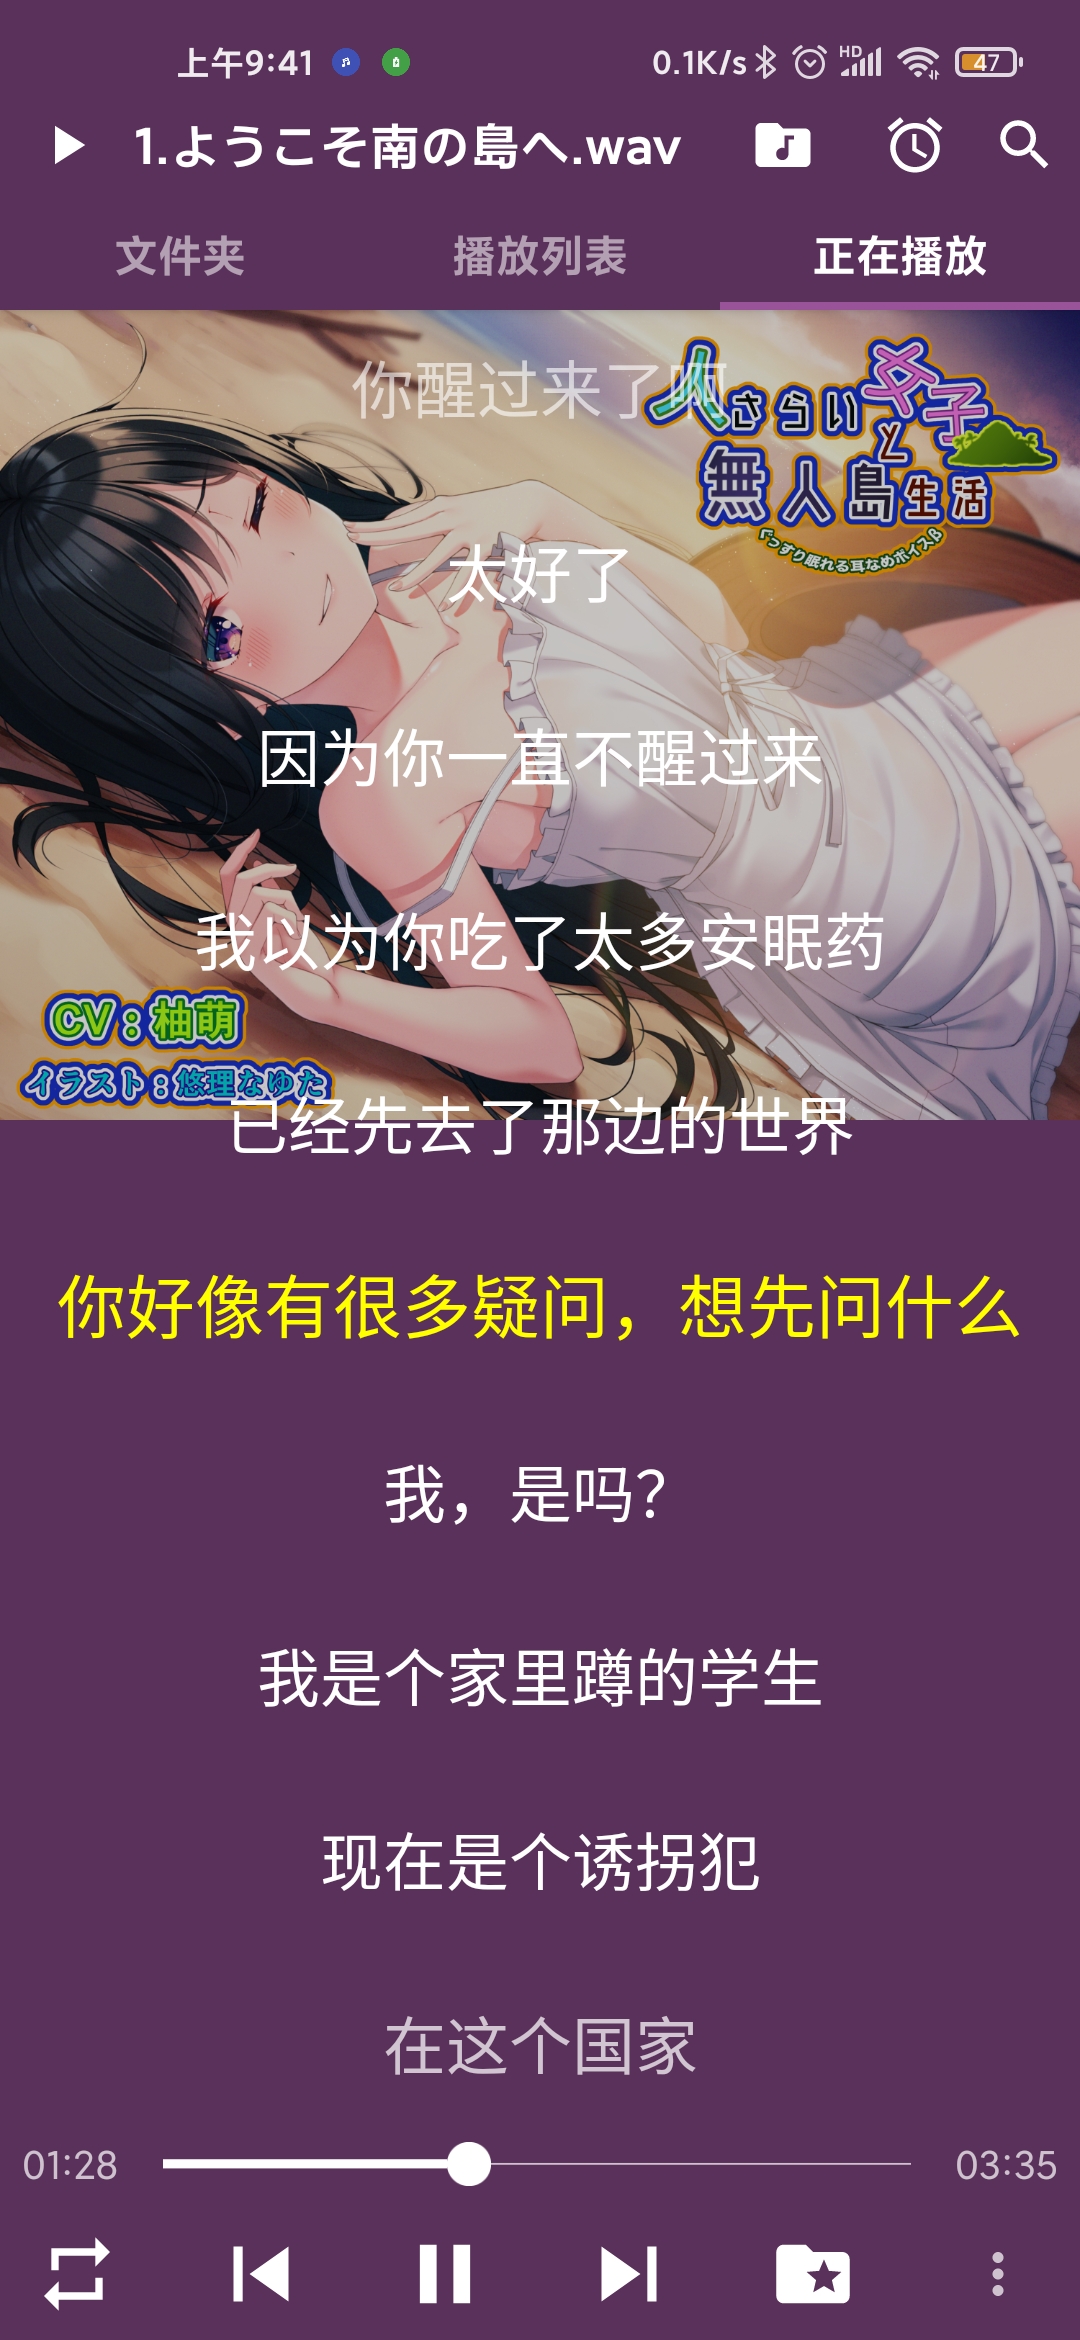 上午9:41
0.1K/s
HD
47
1.ようこそ南の島へ.wav
文件夹
播放列表
正在播放
你醒过来了啊
人さらい女子
と
無人島生活
ぐっすり眠れる耳なめボイスβ
太好了
因为你一直不醒过来
我以为你吃了太多安眠药
CV:柚萌
イラスト:悠理なゆた
已经先去了那边的世界
你好像有很多疑问，想先问什么
我，是吗？
我是个家里蹲的学生
现在是个诱拐犯
在这个国家
01:28
03:35